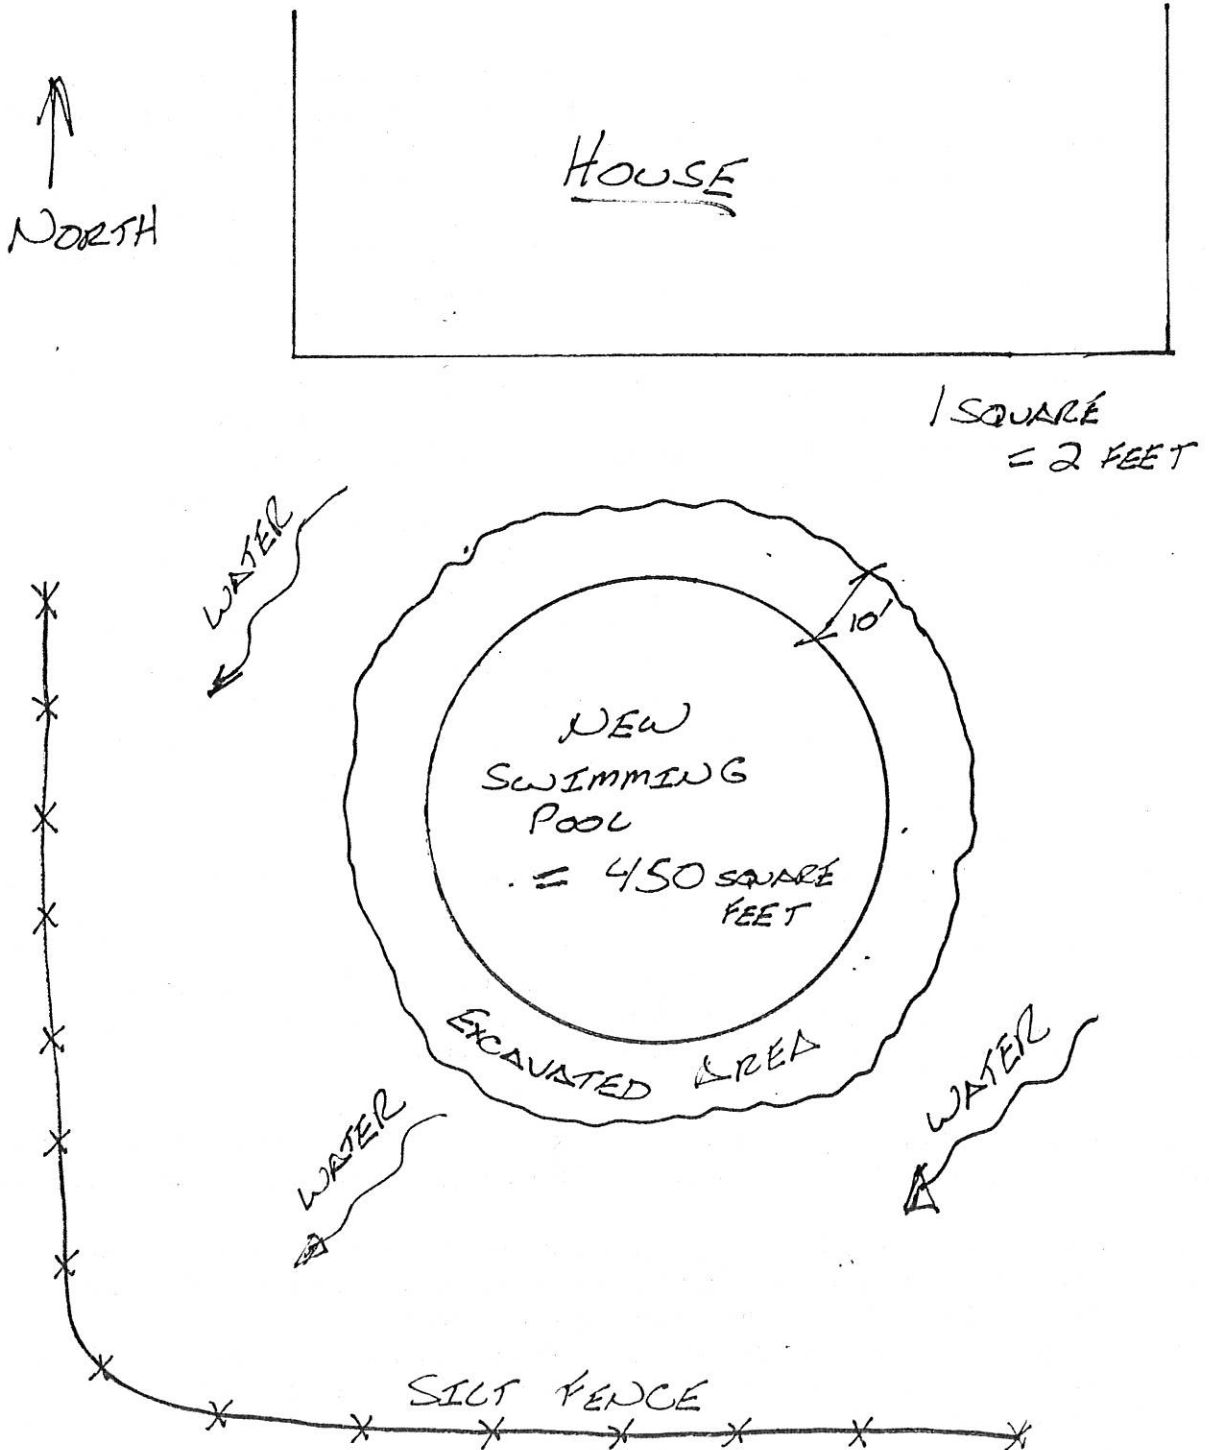 HOUSE
NORTH
1 SQUARE
= 2 FEET
WATER
10'
NEW
SWIMMING
POOL
= 450 SQUARE
FEET
EXCAVATED AREA
WATER
WATER
SILT FENCE